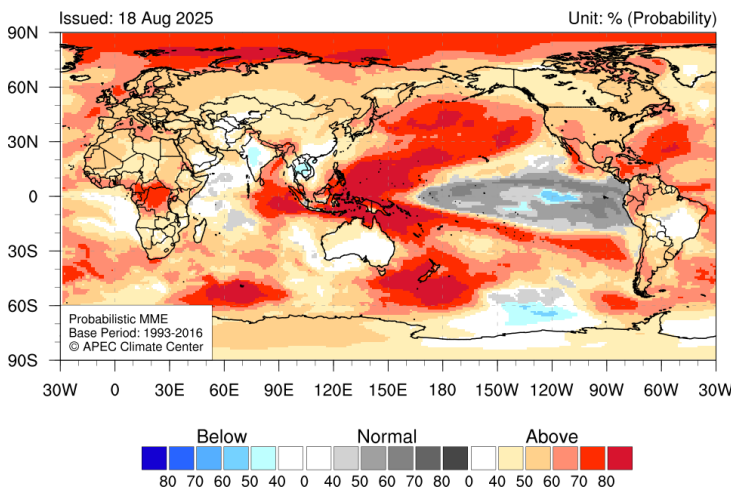 Issued: 18 Aug 2025 Unit: % (Probability)
90N
60N
30N
0
30S
60S
90S
Probabilistic MME
Base Period: 1993-2016
© APEC Climate Center
30W 0 30E 60E 90E 120E 150E 180 150W 120W 90W 60W 30W
Below Normal Above
80 70 60 50 40 0 40 50 60 70 80 0 40 50 60 70 80